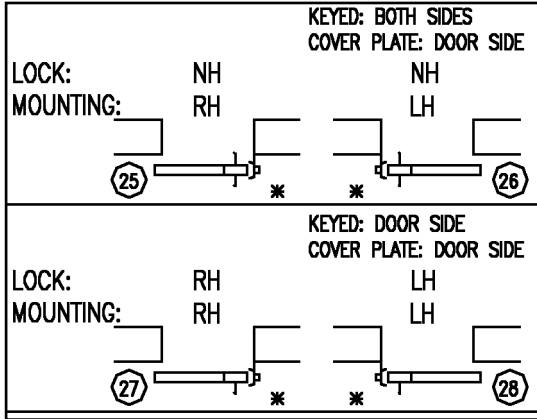 KEYED: BOTH SIDES
COVER PLATE: DOOR SIDE
LOCK: NH NH
MOUNTING: RH LH
25 * * 26
KEYED: DOOR SIDE
COVER PLATE: DOOR SIDE
LOCK: RH LH
MOUNTING: RH LH
27 * * 28